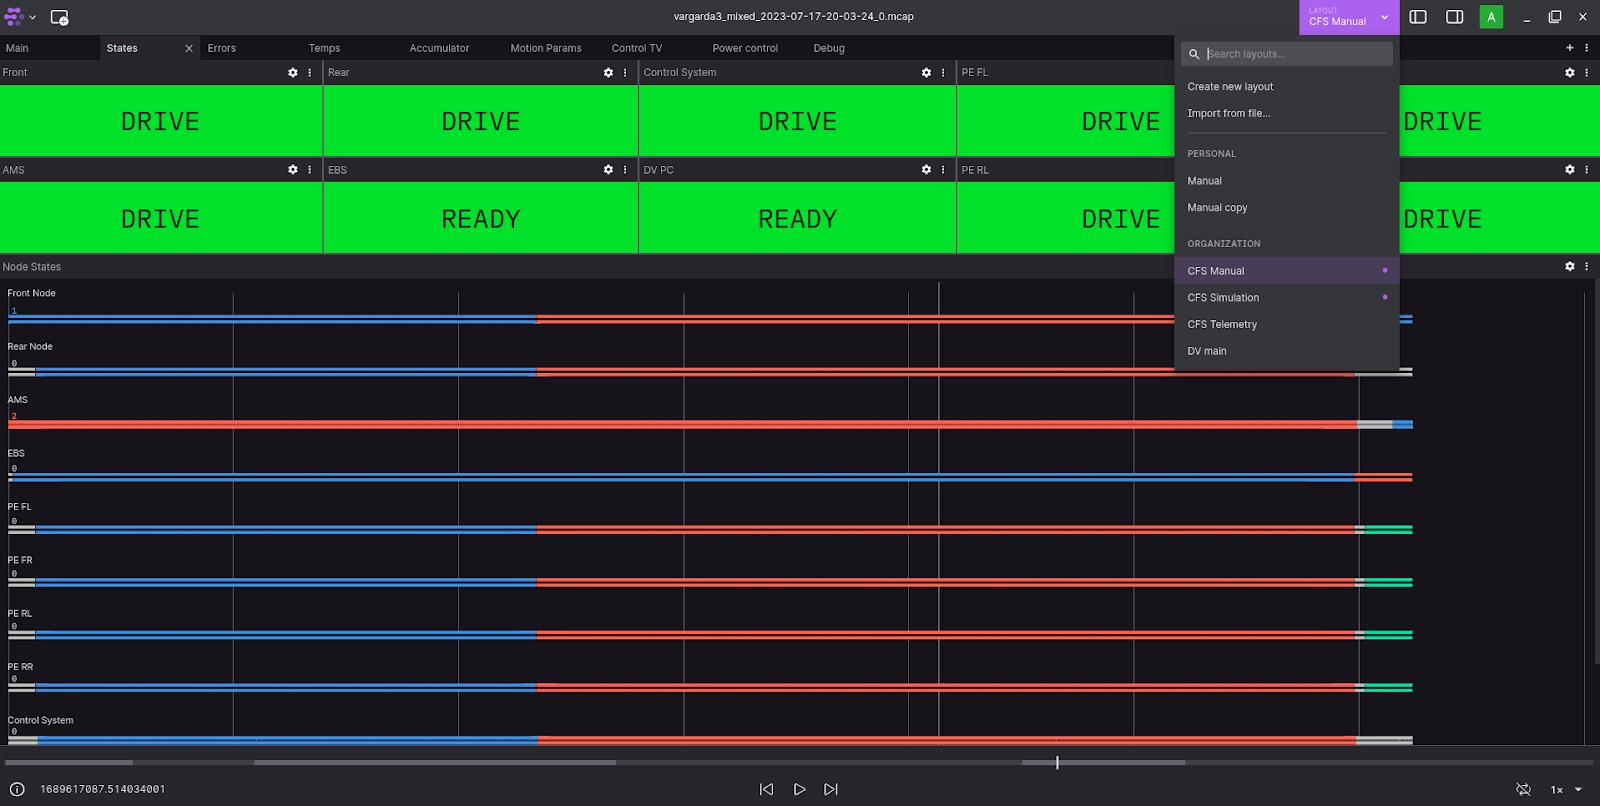 vargarda3_mixed_2023-07-17-20-03-24_0.mcap
LAYOUT
CFS Manual
A
Main
States
Errors
Temps
Accumulator
Motion Params
Control TV
Power control
Debug
Front
Rear
Control System
PE FL
DRIVE
DRIVE
DRIVE
DRIVE
DRIVE
AMS
EBS
DV PC
PE RL
DRIVE
READY
READY
DRIVE
DRIVE
Search layouts...
Create new layout
Import from file...
PERSONAL
Manual
Manual copy
ORGANIZATION
CFS Manual
CFS Simulation
CFS Telemetry
DV main
Node States
Front Node
1
Rear Node
0
AMS
2
EBS
0
PE FL
0
PE FR
0
PE RL
0
PE RR
0
Control System
0
1689617087.514034001
1×